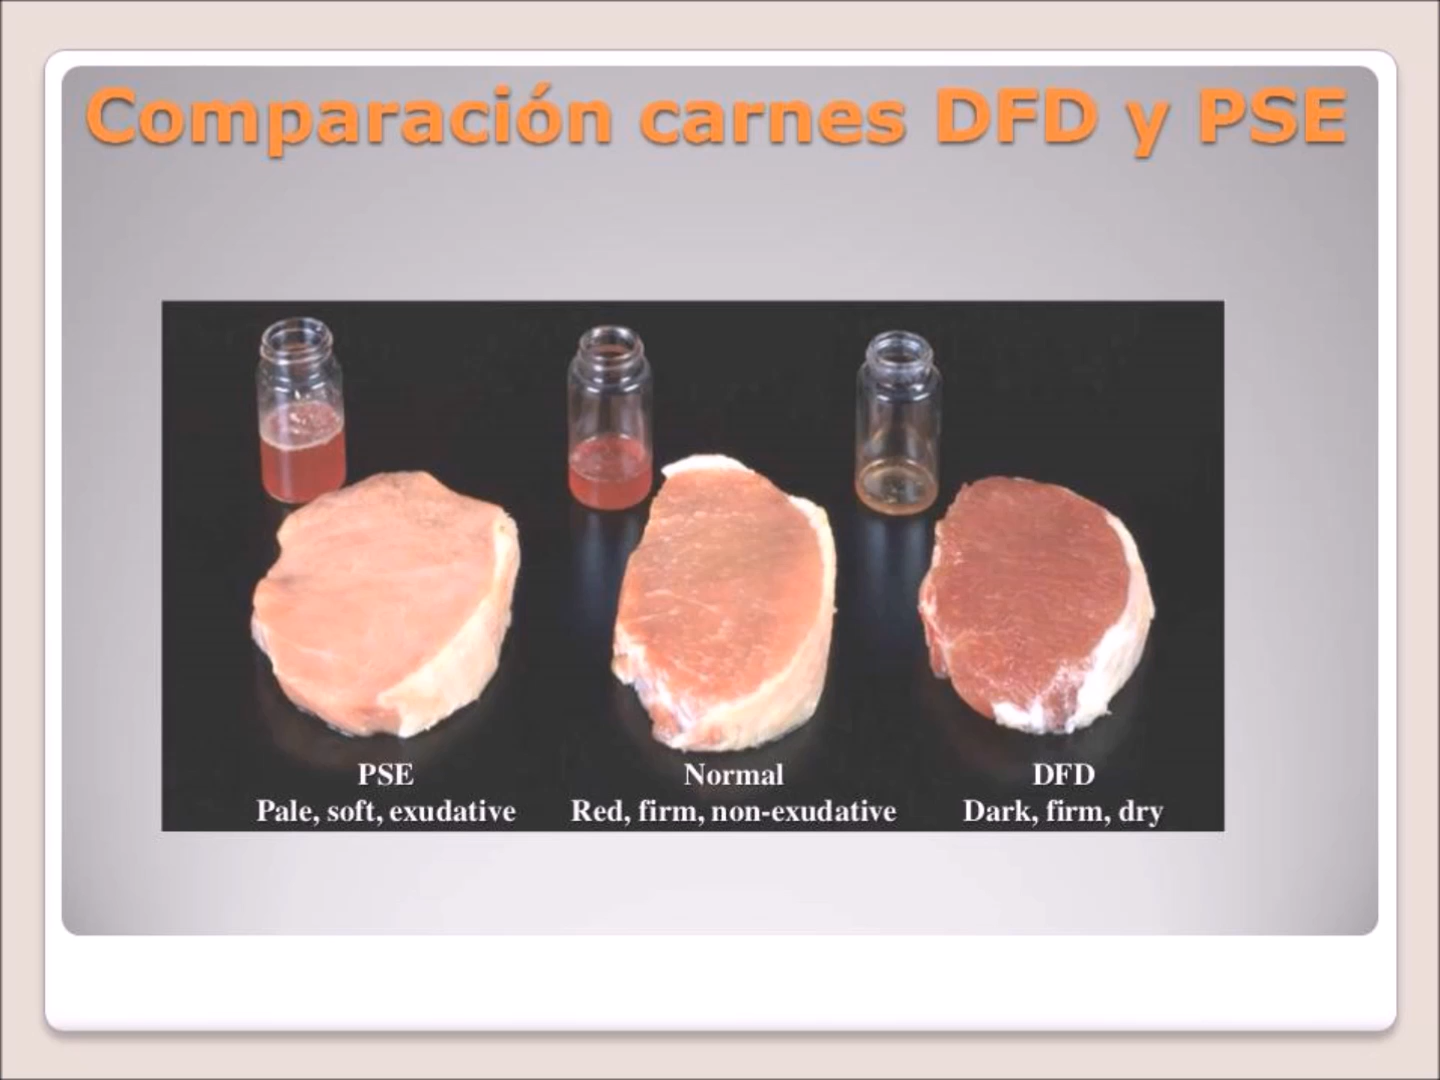 Comparación carnes DFD y PSE
PSE
Pale, soft, exudative
Normal
Red, firm, non-exudative
DFD
Dark, firm, dry